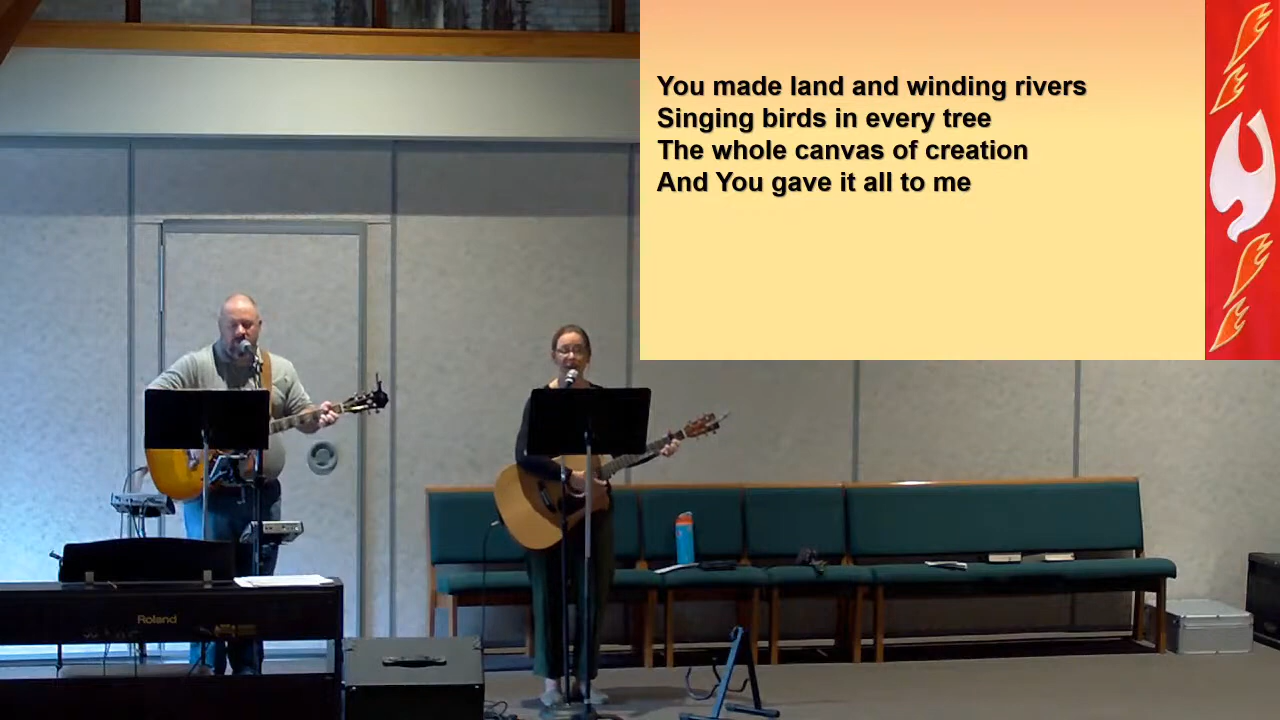 You made land and winding rivers
Singing birds in every tree
The whole canvas of creation
And You gave it all to me
Roland